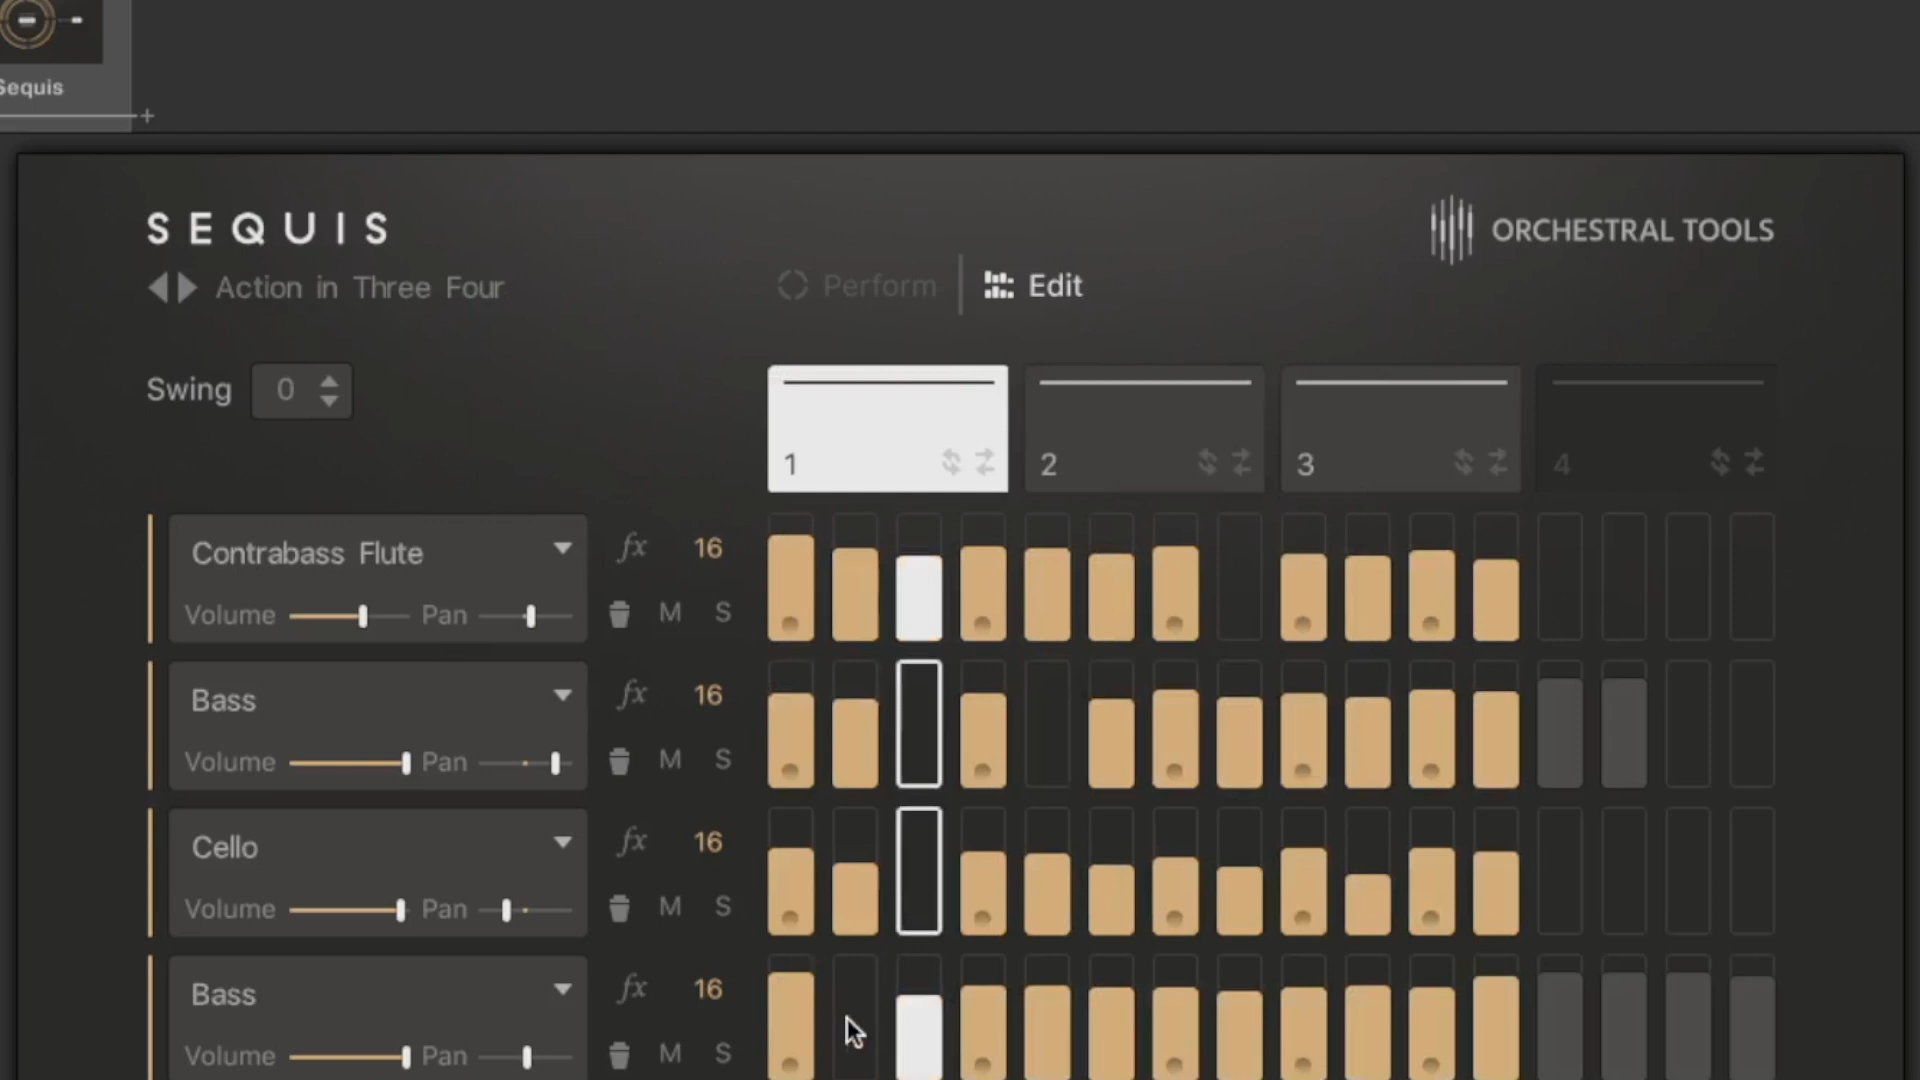 Sequis
+
SEQUIS
ORCHESTRAL TOOLS
Action in Three Four
Perform
Edit
Swing 0
1 2 3 4
Contrabass Flute fx 16
Volume Pan M S
Bass fx 16
Volume Pan M S
Cello fx 16
Volume Pan M S
Bass fx 16
Volume Pan M S